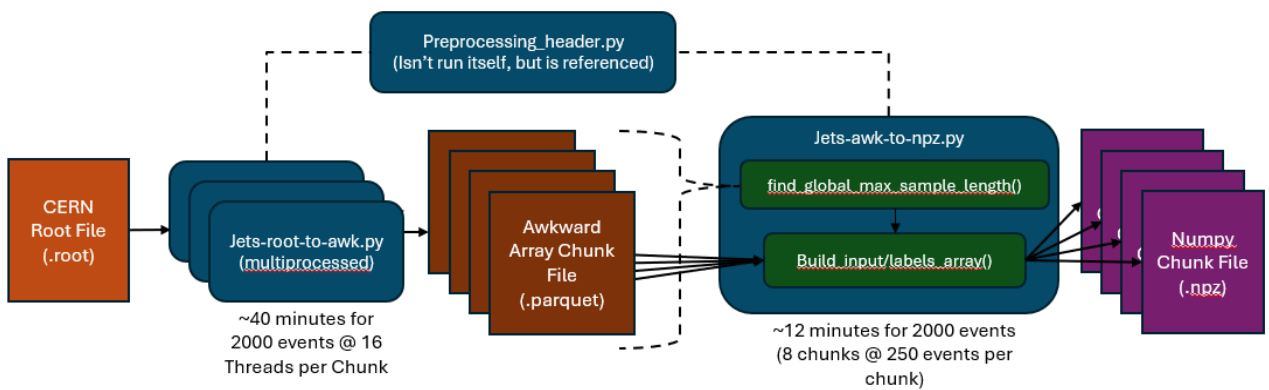 Preprocessing_header.py
(Isn't run itself, but is referenced)
CERN
Root File
(.root)
Jets-root-to-awk.py
(multiprocessed)
~40 minutes for
2000 events @ 16
Threads per Chunk
Awkward
Array Chunk
File
(.parquet)
Jets-awk-to-npz.py
find_global_max_sample_length()
Build_input/labels_array()
~12 minutes for 2000 events
(8 chunks @ 250 events per
chunk)
Numpy
Chunk File
(.npz)